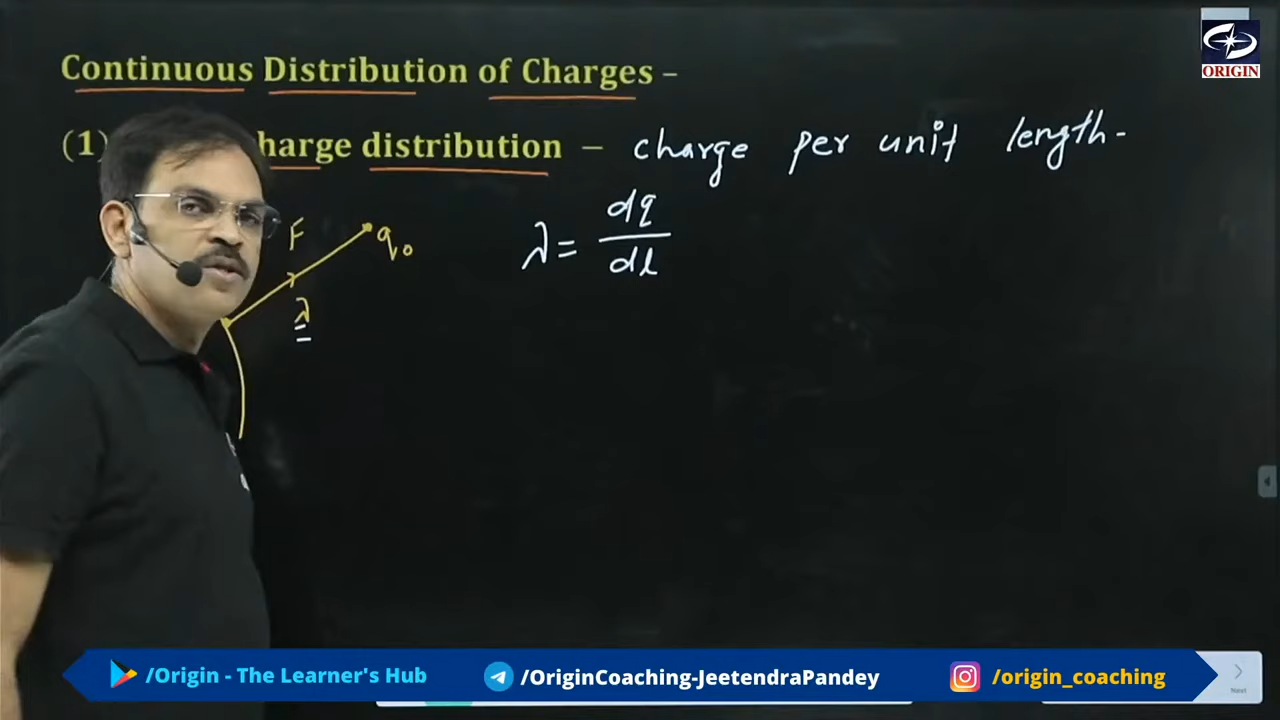 ORIGIN
Continuous Distribution of Charges –
(1) harge distribution – charge per unit length-
F
q₀
λ = dq/dl
λ
/Origin - The Learner's Hub
/OriginCoaching-JeetendraPandey
/origin_coaching
Next